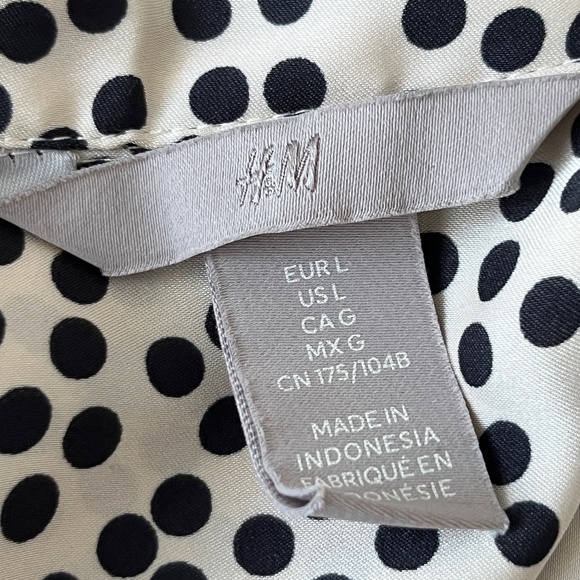 H&M
EUR L
US L
CA G
MX G
CN 175/104B
MADE IN
INDONESIA
FABRIQUÉ EN